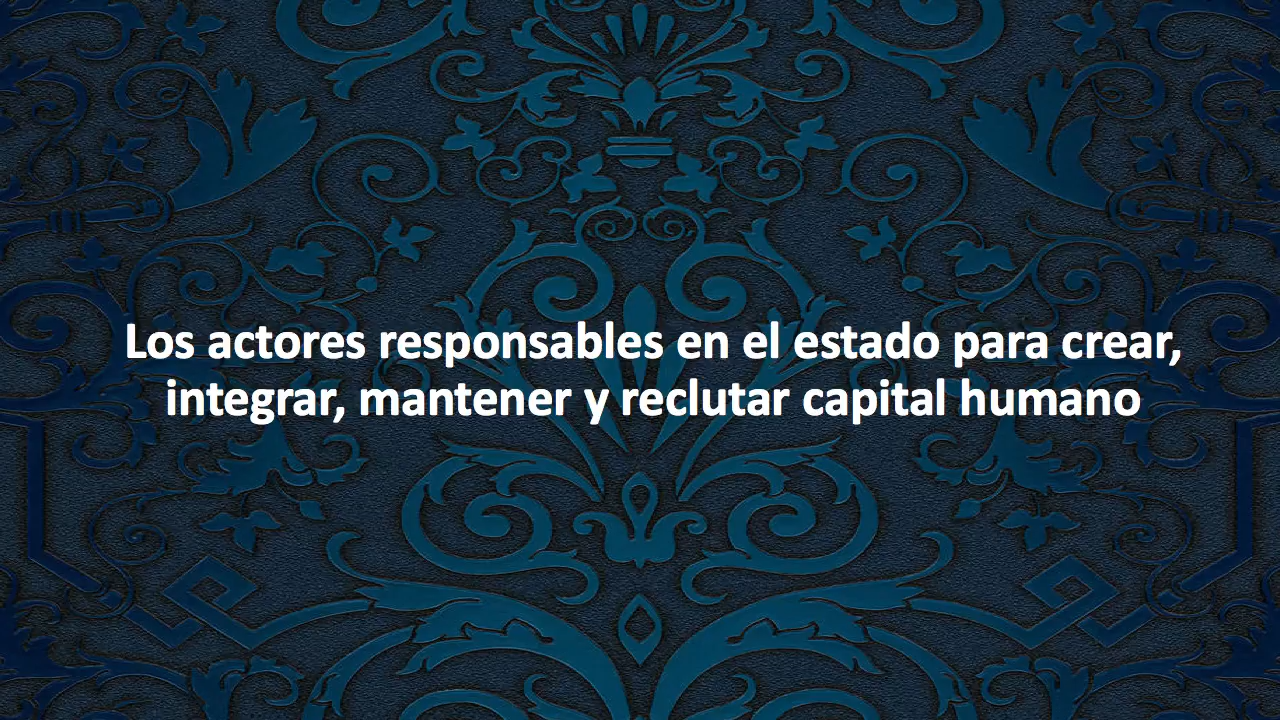 Los actores responsables en el estado para crear,
integrar, mantener y reclutar capital humano